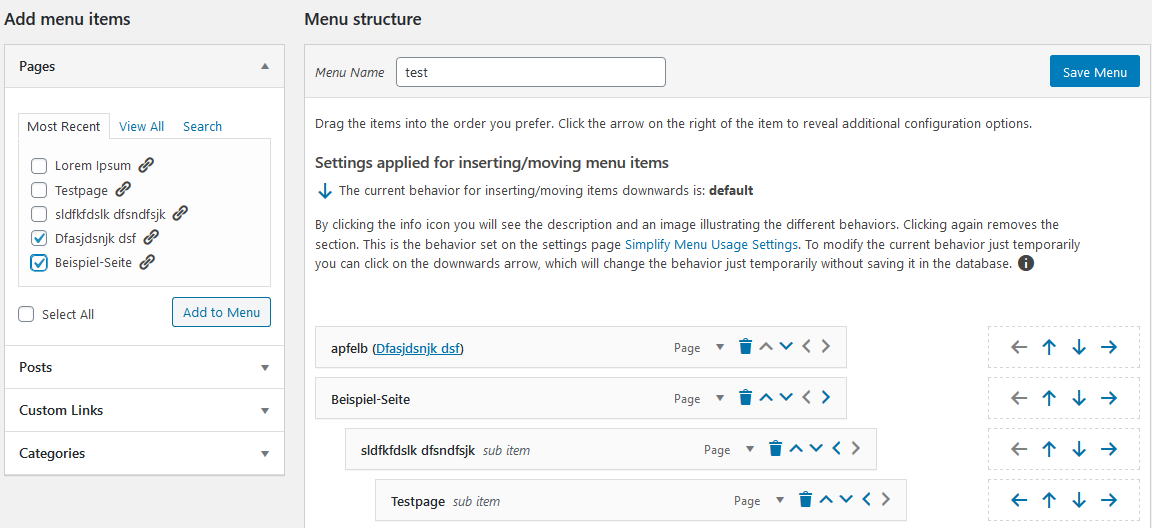 Add menu items
Pages
Most Recent View All Search
Lorem Ipsum
Testpage
sldfkfdslk dfsndfsjk
Dfasjdsnjk dsf
Beispiel-Seite
Select All Add to Menu
Posts
Custom Links
Categories
Menu structure
Menu Name test Save Menu
Drag the items into the order you prefer. Click the arrow on the right of the item to reveal additional configuration options.
Settings applied for inserting/moving menu items
The current behavior for inserting/moving items downwards is: default
By clicking the info icon you will see the description and an image illustrating the different behaviors. Clicking again removes the
section. This is the behavior set on the settings page Simplify Menu Usage Settings. To modify the current behavior just temporarily
you can click on the downwards arrow, which will change the behavior just temporarily without saving it in the database.
apfelb (Dfasjdsnjk dsf) Page
Beispiel-Seite Page
sldfkfdslk dfsndfsjk sub item Page
Testpage sub item Page